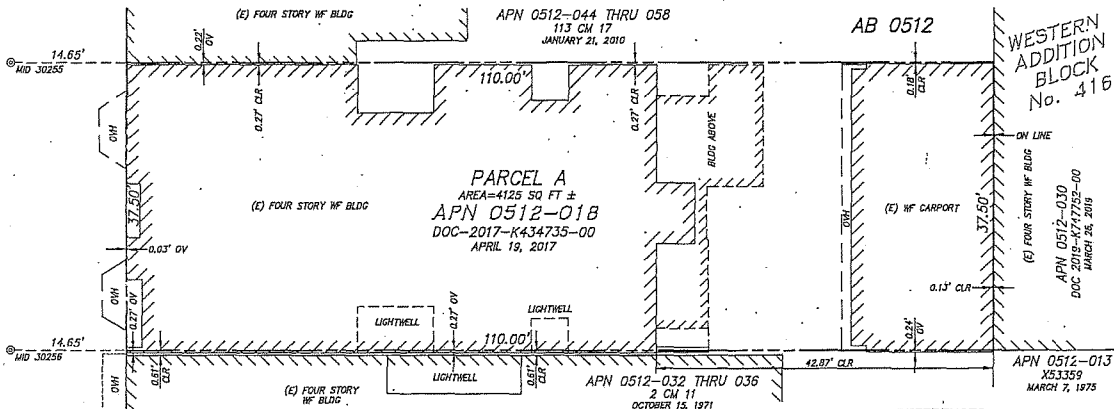 (E) FOUR STORY WF BLDG
APN 0512-044 THRU 058
113 CM 17
JANUARY 21, 2010
AB 0512
WESTERN
ADDITION
BLOCK
No. 416
14.65'
MID 30255
0.22'
OV
0.27' CLR
110.00'
0.27' CLR
0.18'
CLR
ON LINE
OVH
BLDG ABOVE
PARCEL A
AREA=4125 SQ FT ±
APN 0512-018
DOC-2017-K434735-00
APRIL 19, 2017
(E) FOUR STORY WF BLDG
37.50'
0.03' OV
OVH
(E) WF CARPORT
37.50'
(E) FOUR STORY WF BLDG
APN 0512-030
DOC 2019-K747752-00
MARCH 26, 2019
0.13' CLR
OVH
0.27' OV
LIGHTWELL
0.27' OV
LIGHTWELL
110.00'
0.24'
OV
14.65'
MID 30256
OVH
0.61'
CLR
(E) FOUR STORY
WF BLDG
LIGHTWELL
0.61'
CLR
42.87' CLR
APN 0512-032 THRU 036
2 CM 11
OCTOBER 15, 1971
APN 0512-013
X53359
MARCH 7, 1975